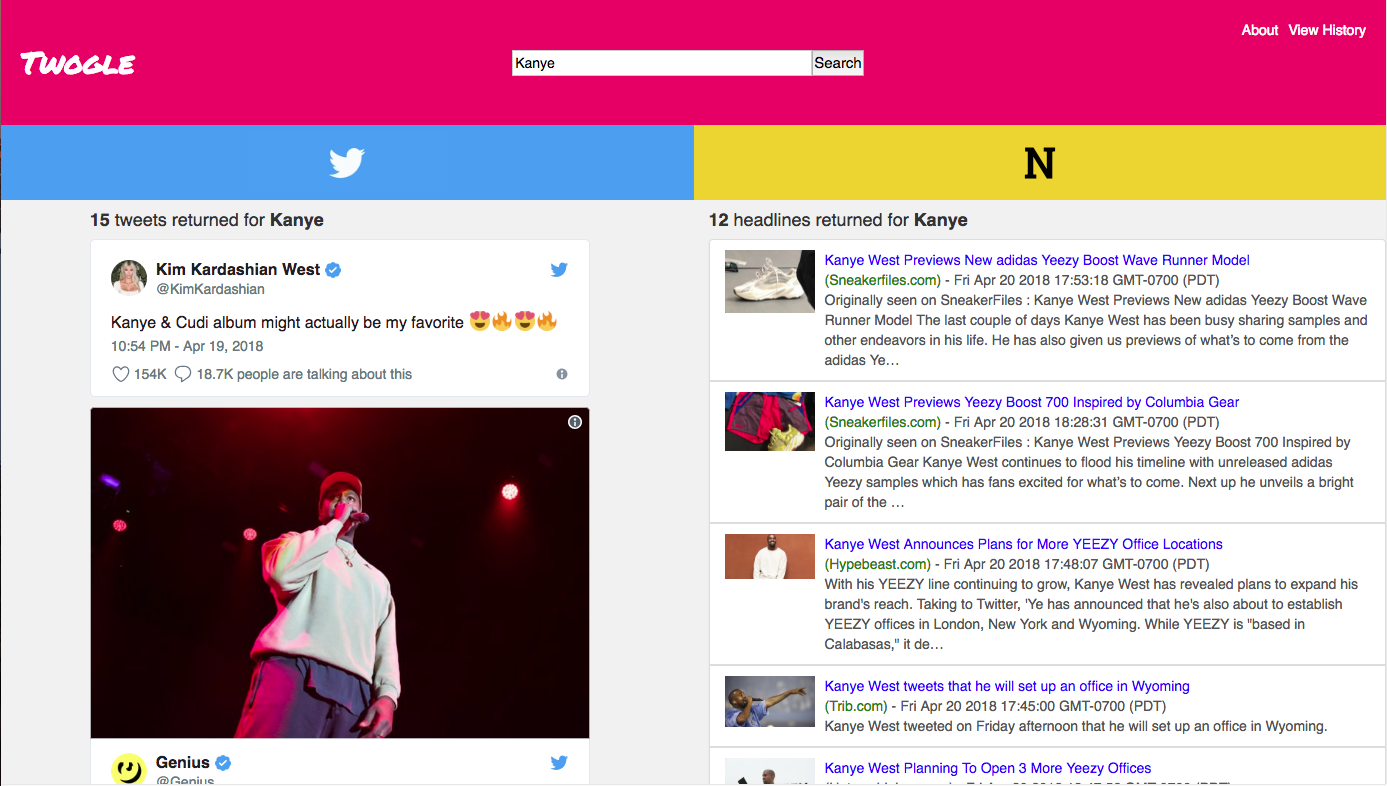 About View History
Twogle
Kanye Search
N
15 tweets returned for Kanye
Kim Kardashian West
@KimKardashian
Kanye & Cudi album might actually be my favorite 😍🔥😍🔥
10:54 PM - Apr 19, 2018
154K 18.7K people are talking about this
Genius
@Genius
12 headlines returned for Kanye
Kanye West Previews New adidas Yeezy Boost Wave Runner Model
(Sneakerfiles.com) - Fri Apr 20 2018 17:53:18 GMT-0700 (PDT)
Originally seen on SneakerFiles : Kanye West Previews New adidas Yeezy Boost Wave
Runner Model The last couple of days Kanye West has been busy sharing samples and
other endeavors in his life. He has also given us previews of what's to come from the
adidas Ye…
Kanye West Previews Yeezy Boost 700 Inspired by Columbia Gear
(Sneakerfiles.com) - Fri Apr 20 2018 18:28:31 GMT-0700 (PDT)
Originally seen on SneakerFiles : Kanye West Previews Yeezy Boost 700 Inspired by
Columbia Gear Kanye West continues to flood his timeline with unreleased adidas
Yeezy samples which has fans excited for what's to come. Next up he unveils a bright
pair of the …
Kanye West Announces Plans for More YEEZY Office Locations
(Hypebeast.com) - Fri Apr 20 2018 17:48:07 GMT-0700 (PDT)
With his YEEZY line continuing to grow, Kanye West has revealed plans to expand his
brand's reach. Taking to Twitter, 'Ye has announced that he's also about to establish
YEEZY offices in London, New York and Wyoming. While YEEZY is "based in
Calabasas," it de…
Kanye West tweets that he will set up an office in Wyoming
(Trib.com) - Fri Apr 20 2018 17:45:00 GMT-0700 (PDT)
Kanye West tweeted on Friday afternoon that he will set up an office in Wyoming.
Kanye West Planning To Open 3 More Yeezy Offices